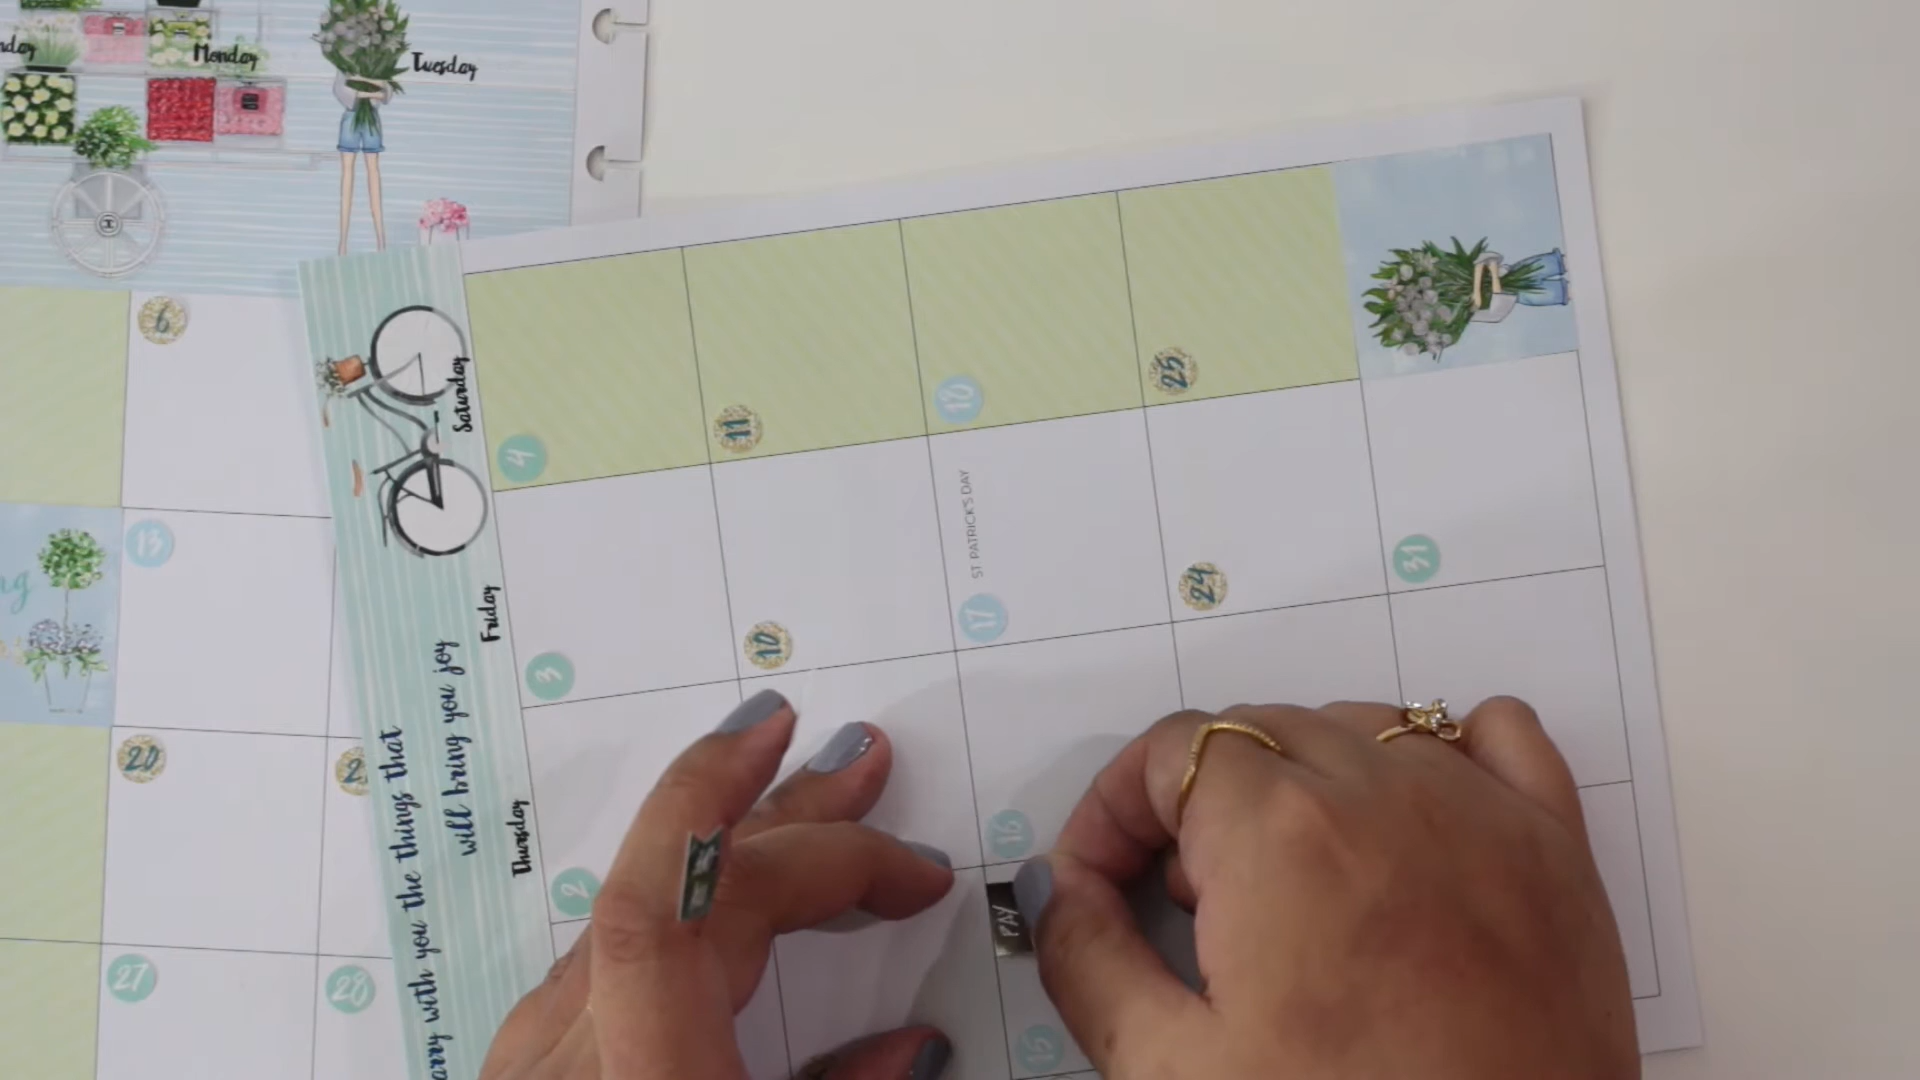 Monday
Tuesday
6
13
20
27
28
carry with you the things that
will bring you joy
Thursday
Friday
Saturday
2
3
4
10
11
15
16
17
ST. PATRICK'S DAY
18
24
25
31
PAY